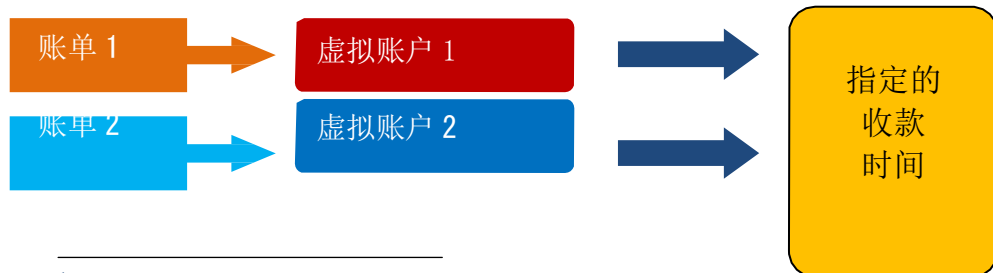 账单 1
虚拟账户 1
账单 2
虚拟账户 2
指定的
收款
时间